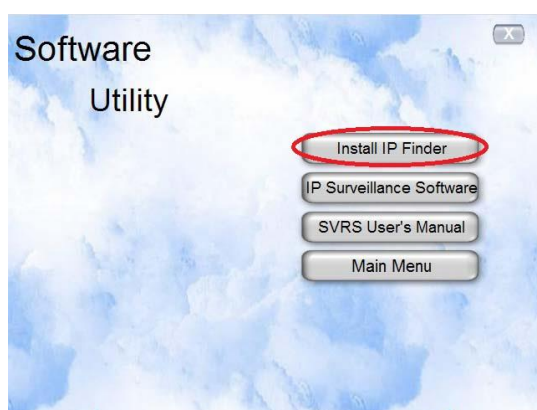 Software
Utility
X
Install IP Finder
IP Surveillance Software
SVRS User's Manual
Main Menu